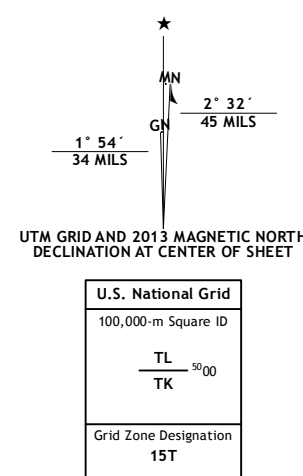 ★
MN
GN
2° 32´
45 MILS
1° 54´
34 MILS
UTM GRID AND 2013 MAGNETIC NORTH
DECLINATION AT CENTER OF SHEET
U.S. National Grid
100,000-m Square ID
TL
5000
TK
Grid Zone Designation
15T